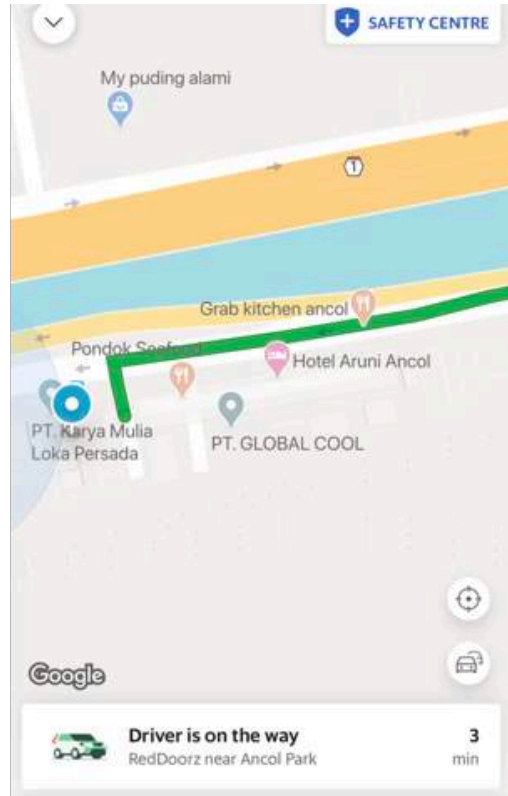 SAFETY CENTRE
My puding alami
1
Grab kitchen ancol
Pondok Seafood
Hotel Aruni Ancol
PT. Karya Mulia
Loka Persada
PT. GLOBAL COOL
Google
Driver is on the way
3
RedDoorz near Ancol Park
min